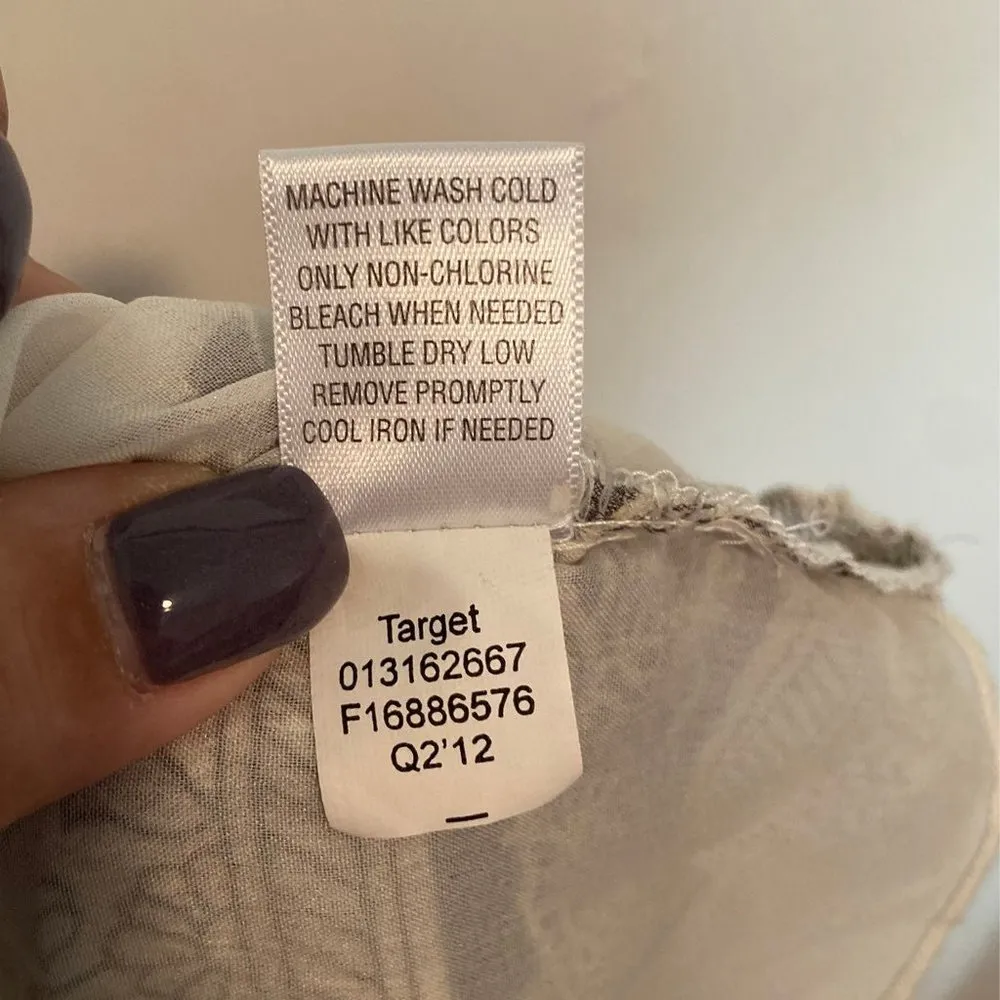 MACHINE WASH COLD
WITH LIKE COLORS
ONLY NON-CHLORINE
BLEACH WHEN NEEDED
TUMBLE DRY LOW
REMOVE PROMPTLY
COOL IRON IF NEEDED
Target
013162667
F16886576
Q2'12